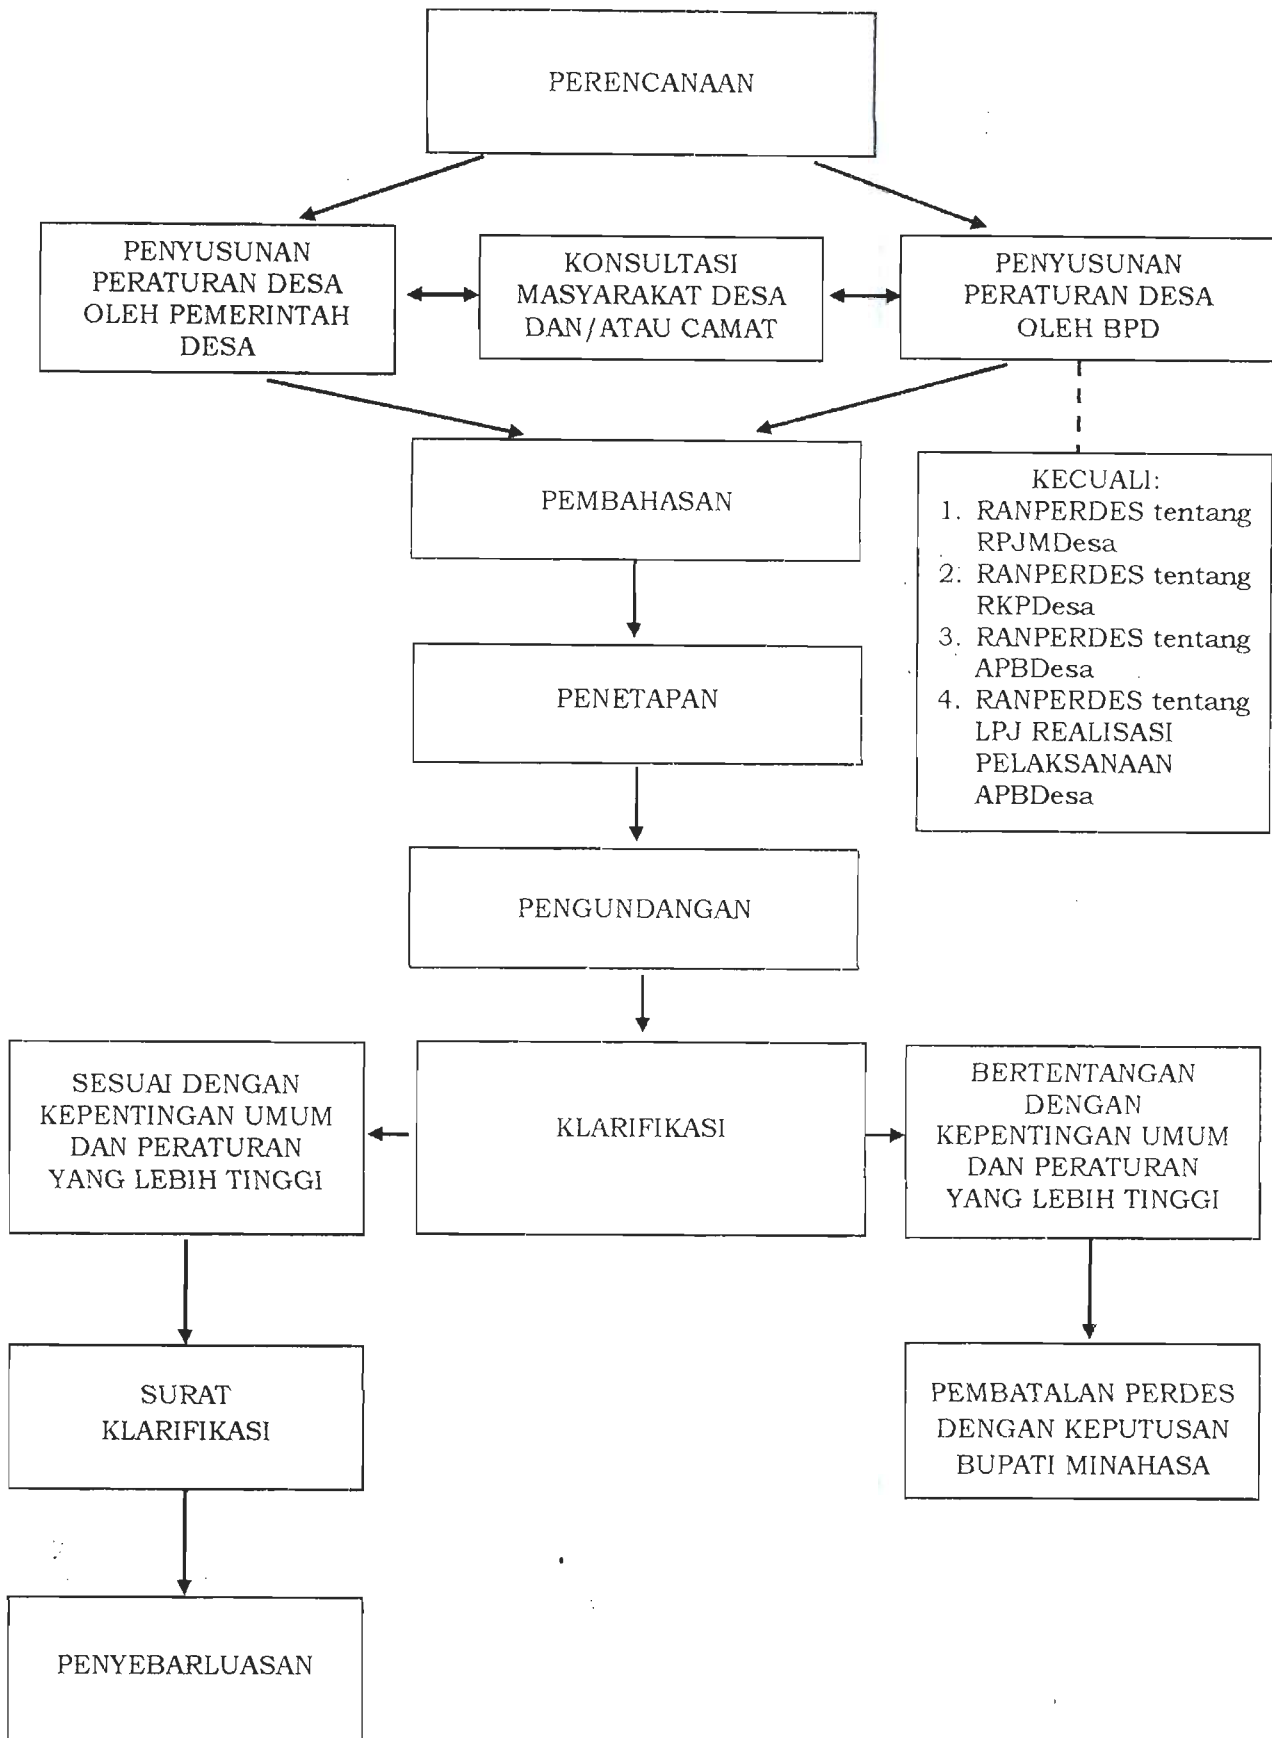 PERENCANAAN
PENYUSUNAN
PERATURAN DESA
OLEH PEMERINTAH
DESA
KONSULTASI
MASYARAKAT DESA
DAN/ATAU CAMAT
PENYUSUNAN
PERATURAN DESA
OLEH BPD
PEMBAHASAN
KECUALI:
1. RANPERDES tentang
RPJMDesa
2. RANPERDES tentang
RKPDesa
3. RANPERDES tentang
APBDesa
4. RANPERDES tentang
LPJ REALISASI
PELAKSANAAN
APBDesa
PENETAPAN
PENGUNDANGAN
SESUAI DENGAN
KEPENTINGAN UMUM
DAN PERATURAN
YANG LEBIH TINGGI
KLARIFIKASI
BERTENTANGAN
DENGAN
KEPENTINGAN UMUM
DAN PERATURAN
YANG LEBIH TINGGI
SURAT
KLARIFIKASI
PEMBATALAN PERDES
DENGAN KEPUTUSAN
BUPATI MINAHASA
PENYEBARLUASAN